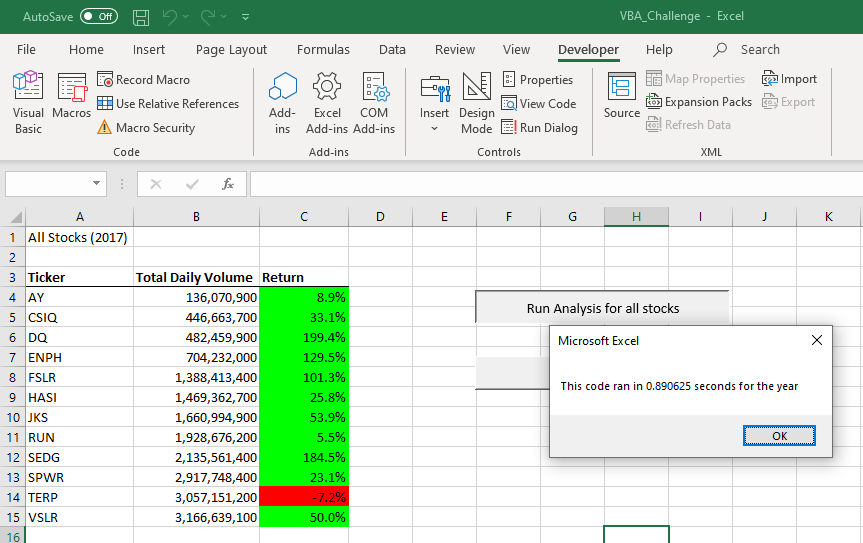 AutoSave Off VBA_Challenge - Excel
File Home Insert Page Layout Formulas Data Review View Developer Help Search
Visual Basic
Macros
Record Macro
Use Relative References
Macro Security
Code
Add-ins
Excel Add-ins
COM Add-ins
Add-ins
Insert
Design Mode
Properties
View Code
Run Dialog
Controls
Source
Map Properties
Expansion Packs
Refresh Data
Import
Export
XML
fx
A B C D E F G H I J K
1 All Stocks (2017)
2
3 Ticker Total Daily Volume Return
4 AY 136,070,900 8.9%
5 CSIQ 446,663,700 33.1%
6 DQ 482,459,900 199.4%
7 ENPH 704,232,000 129.5%
8 FSLR 1,388,413,400 101.3%
9 HASI 1,469,362,700 25.8%
10 JKS 1,660,994,900 53.9%
11 RUN 1,928,676,200 5.5%
12 SEDG 2,135,561,400 184.5%
13 SPWR 2,917,748,400 23.1%
14 TERP 3,057,151,200 -7.2%
15 VSLR 3,166,639,100 50.0%
16
Run Analysis for all stocks
Microsoft Excel
This code ran in 0.890625 seconds for the year
OK